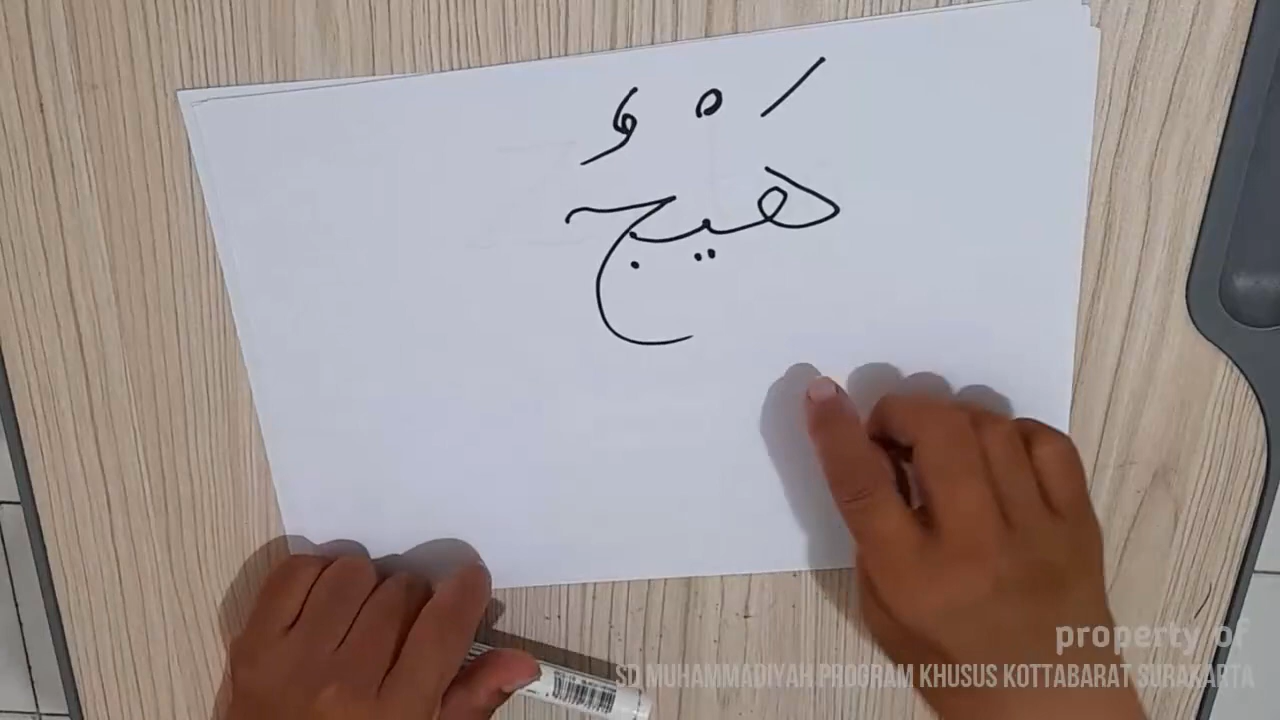 هَيْجٌ
property of
SD MUHAMMADIYAH PROGRAM KHUSUS KOTTABARAT SURAKARTA